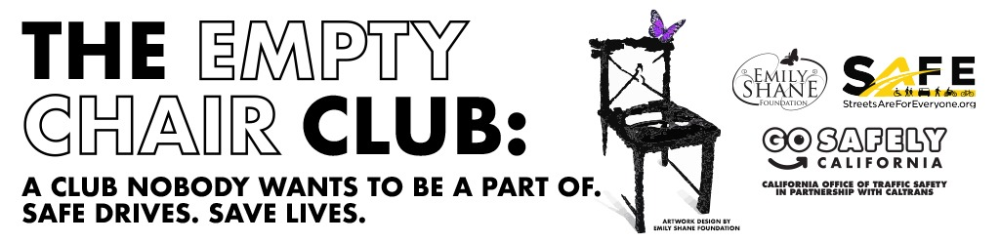 THE EMPTY
CHAIR CLUB:
A CLUB NOBODY WANTS TO BE A PART OF.
SAFE DRIVES. SAVE LIVES.
ARTWORK DESIGN BY
EMILY SHANE FOUNDATION
EMILY
SHANE
FOUNDATION
SAFE
StreetsAreForEveryone.org
GO SAFELY
CALIFORNIA
CALIFORNIA OFFICE OF TRAFFIC SAFETY
IN PARTNERSHIP WITH CALTRANS